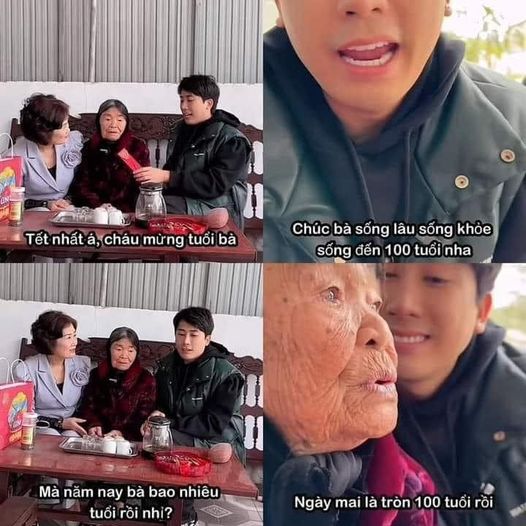 Tết nhất á, cháu mừng tuổi bà
Chúc bà sống lâu sống khỏe
sống đến 100 tuổi nha
Mà năm nay bà bao nhiêu
tuổi rồi nhỉ?
Ngày mai là tròn 100 tuổi rồi